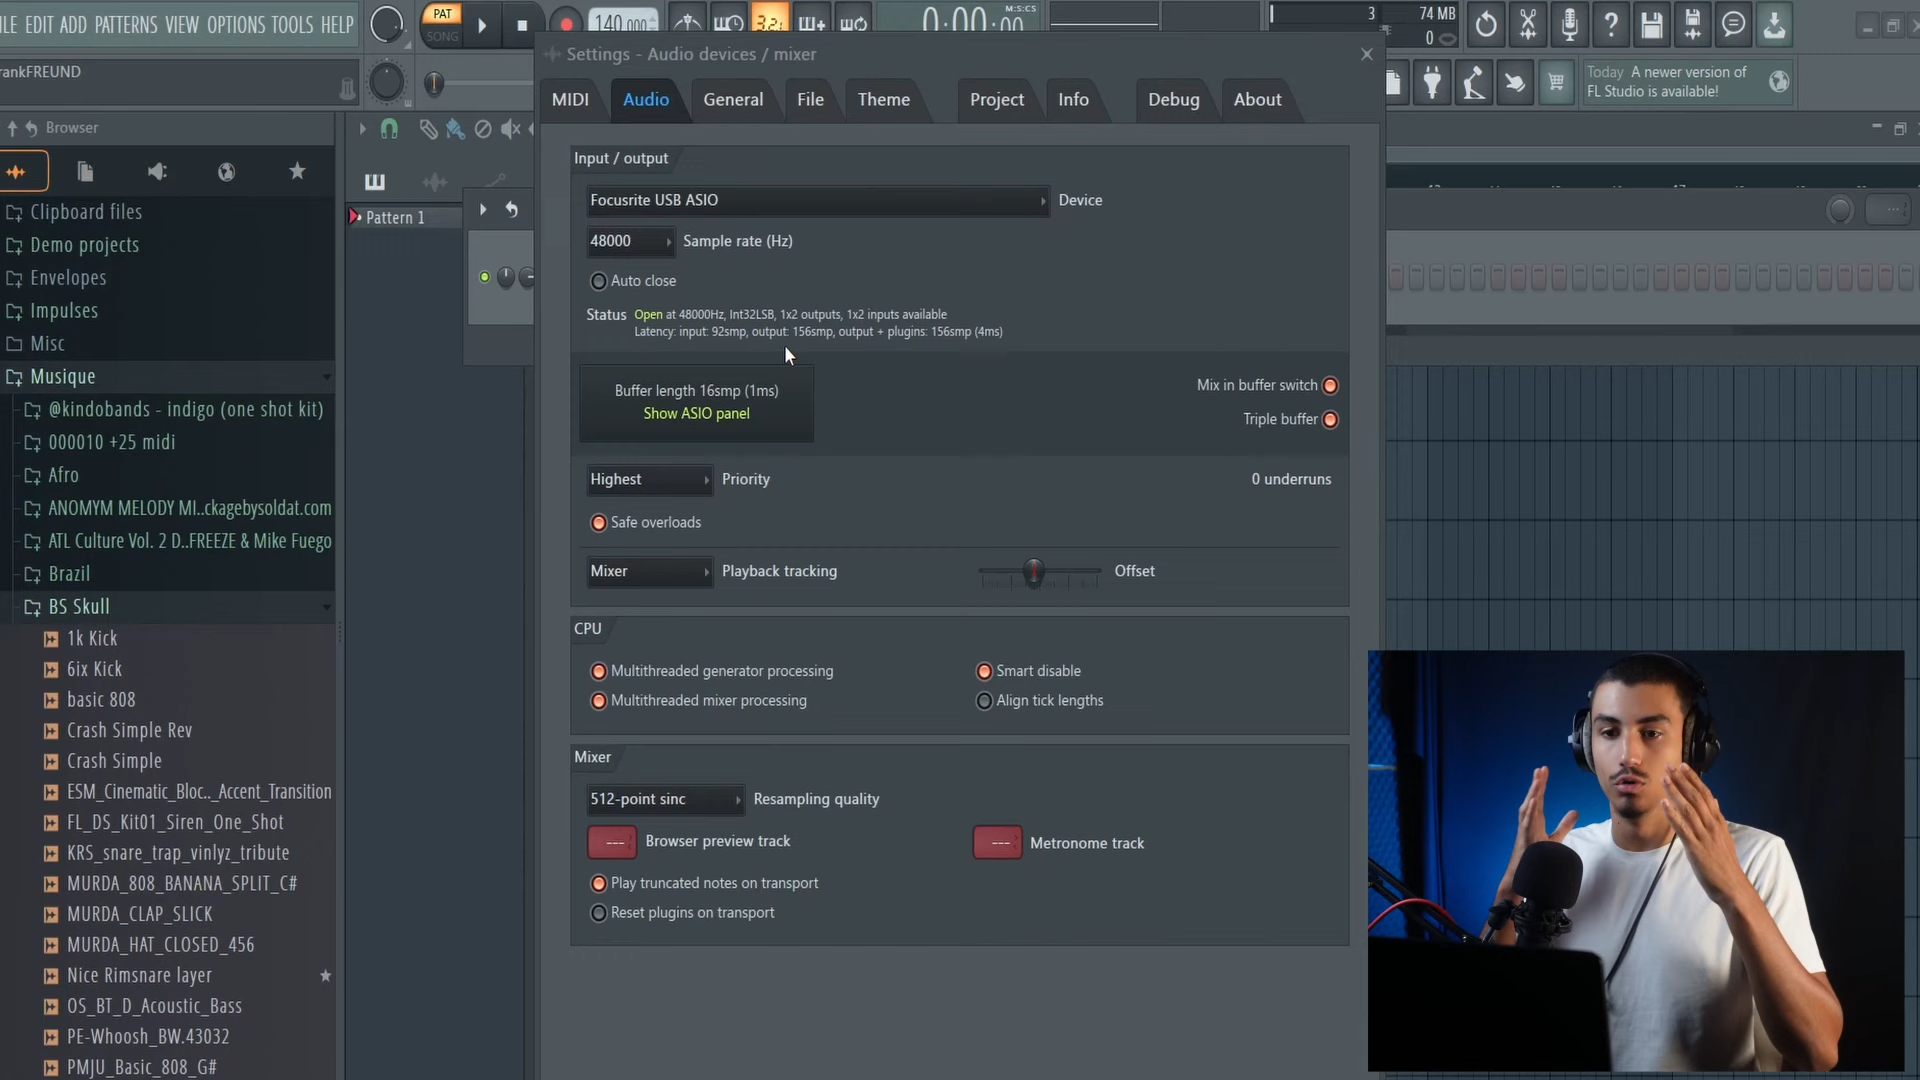 ILE EDIT ADD PATTERNS VIEW OPTIONS TOOLS HELP
PAT
SONG
140.000
3.2.
0:00:00
M:S:CS
3
74 MB
0
rankFREUND
Today A newer version of
FL Studio is available!
Browser
Clipboard files
Demo projects
Envelopes
Impulses
Misc
Musique
@kindobands - indigo (one shot kit)
000010 +25 midi
Afro
ANOMYM MELODY MI..ckagebysoldat.com
ATL Culture Vol. 2 D..FREEZE & Mike Fuego
Brazil
BS Skull
1k Kick
6ix Kick
basic 808
Crash Simple Rev
Crash Simple
ESM_Cinematic_Bloc.._Accent_Transition
FL_DS_Kit01_Siren_One_Shot
KRS_snare_trap_vinlyz_tribute
MURDA_808_BANANA_SPLIT_C#
MURDA_CLAP_SLICK
MURDA_HAT_CLOSED_456
Nice Rimsnare layer
OS_BT_D_Acoustic_Bass
PE-Whoosh_BW.43032
PMJU_Basic_808_G#
Pattern 1
Settings - Audio devices / mixer
MIDI Audio General File Theme Project Info Debug About
Input / output
Focusrite USB ASIO Device
48000 Sample rate (Hz)
Auto close
Status Open at 48000Hz, Int32LSB, 1x2 outputs, 1x2 inputs available
Latency: input: 92smp, output: 156smp, output + plugins: 156smp (4ms)
Buffer length 16smp (1ms)
Show ASIO panel
Mix in buffer switch
Triple buffer
Highest Priority 0 underruns
Safe overloads
Mixer Playback tracking Offset
CPU
Multithreaded generator processing Smart disable
Multithreaded mixer processing Align tick lengths
Mixer
512-point sinc Resampling quality
--- Browser preview track --- Metronome track
Play truncated notes on transport
Reset plugins on transport